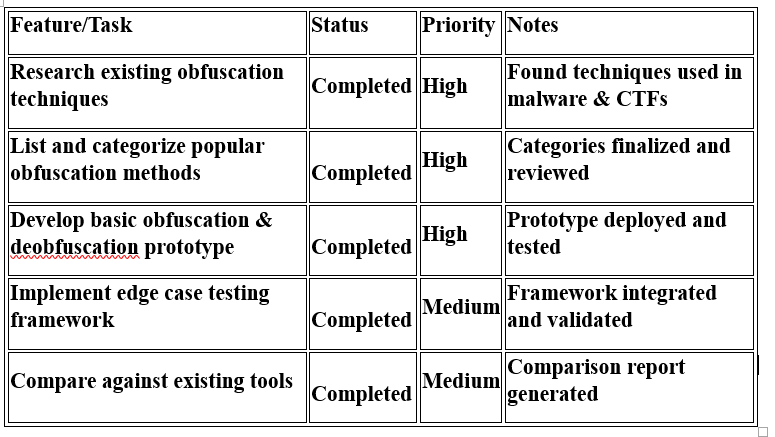 Feature/Task Status Priority Notes
Research existing obfuscation
techniques
Completed
High
Found techniques used in
malware & CTFs
List and categorize popular
obfuscation methods
Completed
High
Categories finalized and
reviewed
Develop basic obfuscation &
deobfuscation prototype
Completed
High
Prototype deployed and
tested
Implement edge case testing
framework
Completed
Medium
Framework integrated
and validated
Compare against existing tools
Completed
Medium
Comparison report
generated